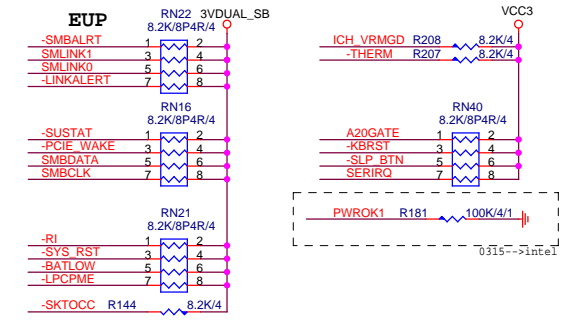 EUP RN22 3VDUAL_SB
8.2K/8P4R/4
-SMBALRT 1 2
SMLINK1 3 4
SMLINK0 5 6
-LINKALERT 7 8
RN16
8.2K/8P4R/4
-SUSTAT 1 2
-PCIE_WAKE 3 4
SMBDATA 5 6
SMBCLK 7 8
RN21
8.2K/8P4R/4
-RI 1 2
-SYS_RST 3 4
-BATLOW 5 6
-LPCPME 7 8
-SKTOCC R144 8.2K/4
VCC3
ICH_VRMGD R208 8.2K/4
-THERM R207 8.2K/4
RN40
8.2K/8P4R/4
A20GATE 1 2
-KBRST 3 4
-SLP_BTN 5 6
SERIRQ 7 8
PWROK1 R181 100K/4/1
0315-->intel